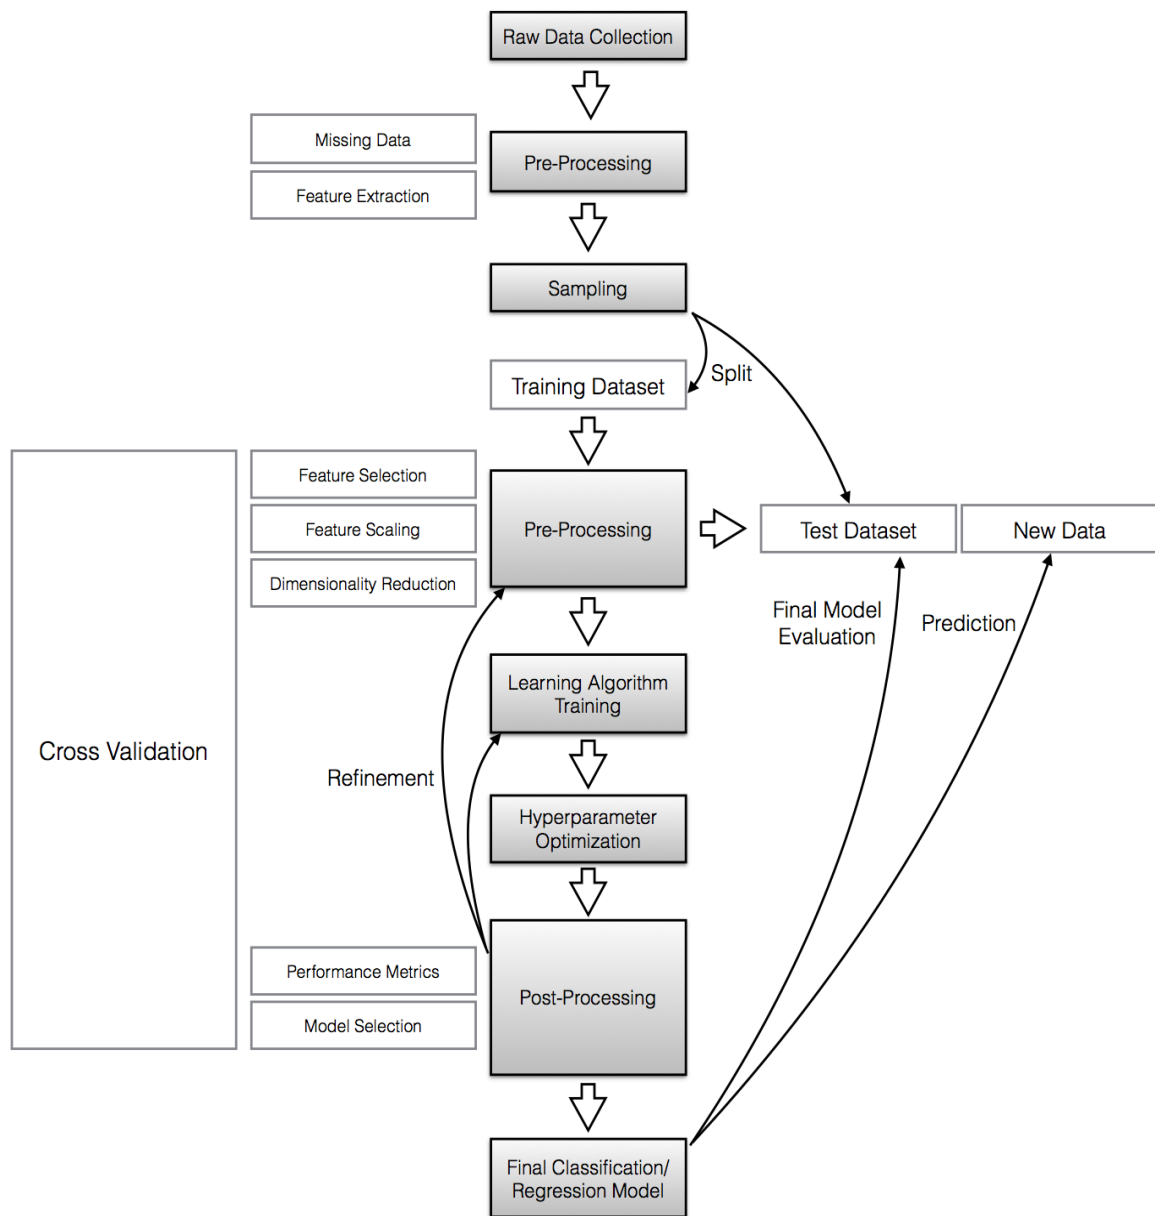 Raw Data Collection
Missing Data
Pre-Processing
Feature Extraction
Sampling
Split
Training Dataset
Feature Selection
Feature Scaling
Pre-Processing
Test Dataset
New Data
Dimensionality Reduction
Final Model
Evaluation
Prediction
Learning Algorithm
Training
Cross Validation
Refinement
Hyperparameter
Optimization
Performance Metrics
Post-Processing
Model Selection
Final Classification/
Regression Model